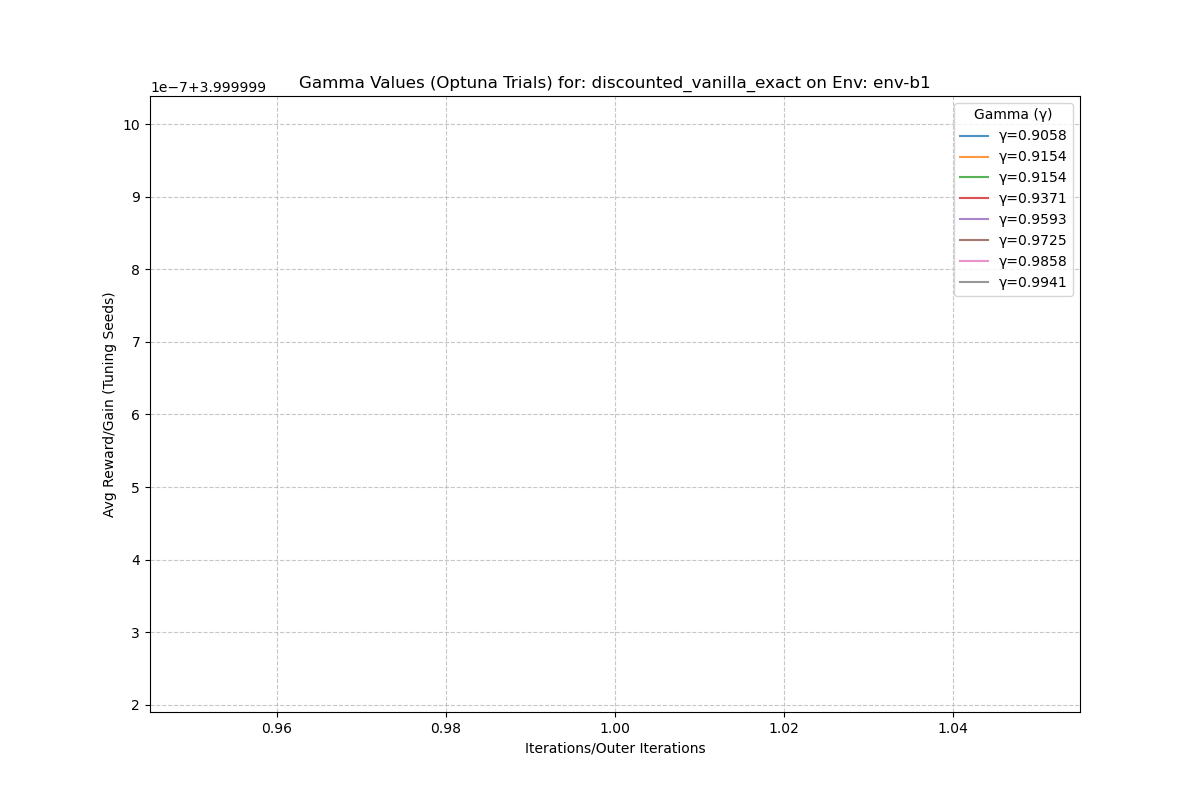 Gamma Values (Optuna Trials) for: discounted_vanilla_exact on Env: env-b1
1e−7+3.999999
10
9
8
7
6
5
4
3
2
Avg Reward/Gain (Tuning Seeds)
Gamma (γ)
γ=0.9058
γ=0.9154
γ=0.9154
γ=0.9371
γ=0.9593
γ=0.9725
γ=0.9858
γ=0.9941
0.96 0.98 1.00 1.02 1.04
Iterations/Outer Iterations